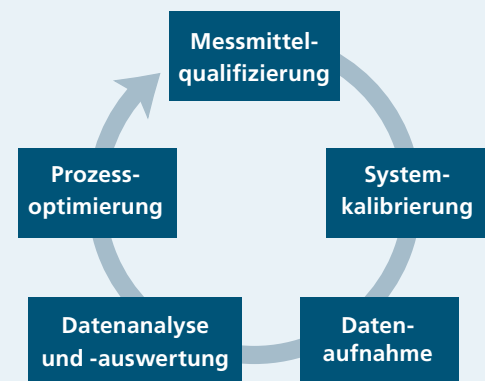 Messmittel-
qualifizierung
System-
kalibrierung
Daten-
aufnahme
Datenanalyse
und -auswertung
Prozess-
optimierung